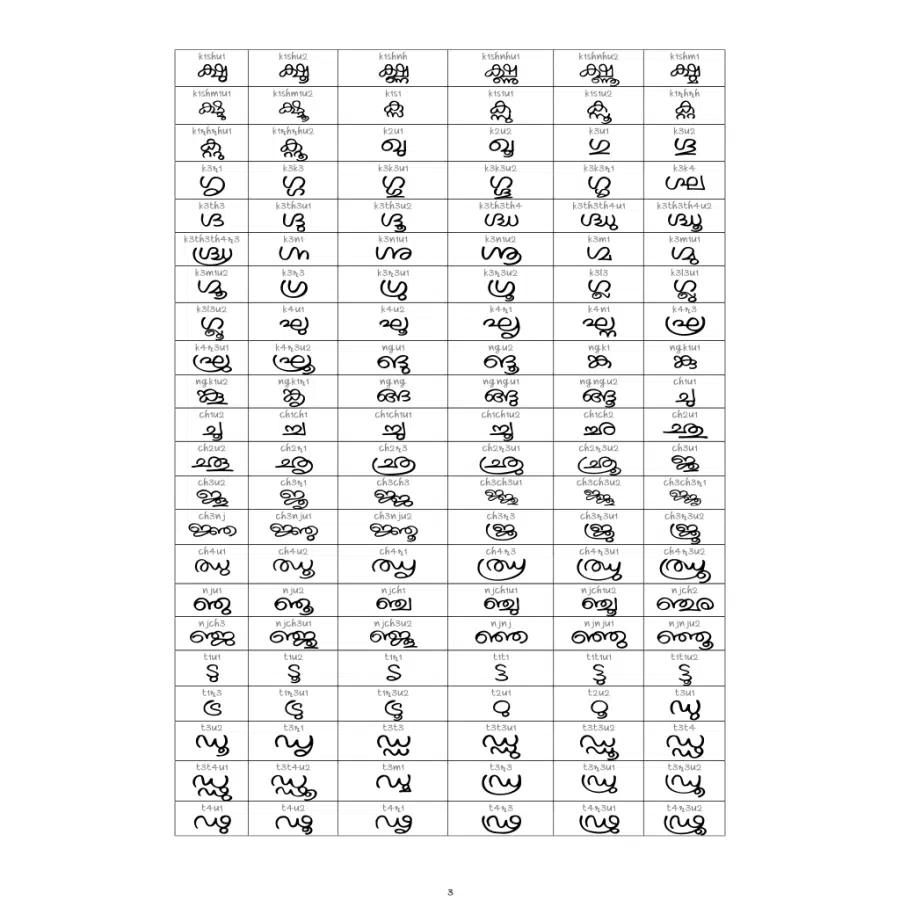 k1shu1 k1shu2 k1shnh k1shnhu1 k1shnhu2 k1shm1
ക്ഷു ക്ഷൂ ക്ഷ്ണ ക്ഷ്ണു ക്ഷ്ണൂ ക്ഷ്മ
k1shm1u1 k1shm1u2 k1s1 k1s1u1 k1s1u2 k1rhrh
ക്ഷ്മു ക്ഷ്മൂ ക്സ ക്സു ക്സൂ ക്റ്റ
k1rhrhu1 k1rhrhu2 k2u1 k2u2 k3u1 k3u2
ക്റ്റു ക്റ്റൂ ഖു ഖൂ ഗു ഗൂ
k3r1 k3k3 k3k3u1 k3k3u2 k3k3r1 k3k4
ഗൃ ഗ്ഗ ഗ്ഗു ഗ്ഗൂ ഗ്ഗൃ ഗ്ഘ
k3th3 k3th3u1 k3th3u2 k3th3th4 k3th3th4u1 k3th3th4u2
ഗ്ദ ഗ്ദു ഗ്ദൂ ഗ്ദ്ധ ഗ്ദ്ധു ഗ്ദ്ധൂ
k3th3th4r3 k3n1 k3n1u1 k3n1u2 k3m1 k3m1u1
ഗ്ദ്ധ്ര ഗ്ന ഗ്നു ഗ്നൂ ഗ്മ ഗ്മു
k3m1u2 k3r3 k3r3u1 k3r3u2 k3l3 k3l3u1
ഗ്മൂ ഗ്ര ഗ്രു ഗ്രൂ ഗ്ല ഗ്ലു
k3l3u2 k4u1 k4u2 k4r1 k4n1 k4r3
ഗ്ലൂ ഘു ഘൂ ഘൃ ഘ്ന ഘ്ര
k4r3u1 k4r3u2 ngu1 ngu2 ngk1 ngk1u1
ഘ്രു ഘ്രൂ ങു ങൂ ങ്ക ങ്കു
ngk1u2 ngk1r1 ngng ngngu1 ngngu2 ch1u1
ങ്കൂ ങ്കൃ ങ്ങ ങ്ങു ങ്ങൂ ചു
ch1u2 ch1ch1 ch1ch1u1 ch1ch1u2 ch1ch2 ch2u1
ചൂ ച്ച ച്ചു ച്ചൂ ച്ഛ ഛു
ch2u2 ch2r1 ch2r3 ch2r3u1 ch2r3u2 ch3u1
ഛൂ ഛൃ ഛ്ര ഛ്രു ഛ്രൂ ജു
ch3u2 ch3r1 ch3ch3 ch3ch3u1 ch3ch3u2 ch3ch3r1
ജൂ ജൃ ജ്ജ ജ്ജു ജ്ജൂ ജ്ജൃ
ch3nj ch3nju1 ch3nju2 ch3r3 ch3r3u1 ch3r3u2
ജ്ഞ ജ്ഞു ജ്ഞൂ ജ്ര ജ്രു ജ്രൂ
ch4u1 ch4u2 ch4r1 ch4r3 ch4r3u1 ch4r3u2
ഝു ഝൂ ഝൃ ഝ്ര ഝ്രു ഝ്രൂ
nju1 nju2 njch1 njch1u1 njch1u2 njch2
ഞു ഞൂ ഞ്ച ഞ്ചു ഞ്ചൂ ഞ്ഛ
njch3 njch3u1 njch3u2 njnj njnju1 njnju2
ഞ്ജ ഞ്ജു ഞ്ജൂ ഞ്ഞ ഞ്ഞു ഞ്ഞൂ
t1u1 t1u2 t1r1 t1t1 t1t1u1 t1t1u2
ടു ടൂ ടൃ ട്ട ട്ടു ട്ടൂ
t1r3 t1r3u1 t1r3u2 t2u1 t2u2 t3u1
ട്ര ട്രു ട്രൂ ഠു ഠൂ ഡു
t3u2 t3r1 t3t3 t3t3u1 t3t3u2 t3t4
ഡൂ ഡൃ ഡ്ഡ ഡ്ഡു ഡ്ഡൂ ഡ്ഢ
t3t4u1 t3t4u2 t3m1 t3r3 t3r3u1 t3r3u2
ഡ്ഢു ഡ്ഢൂ ഡ്മ ഡ്ര ഡ്രു ഡ്രൂ
t4u1 t4u2 t4r1 t4r3 t4r3u1 t4r3u2
ഢു ഢൂ ഢൃ ഢ്ര ഢ്രു ഢ്രൂ
3